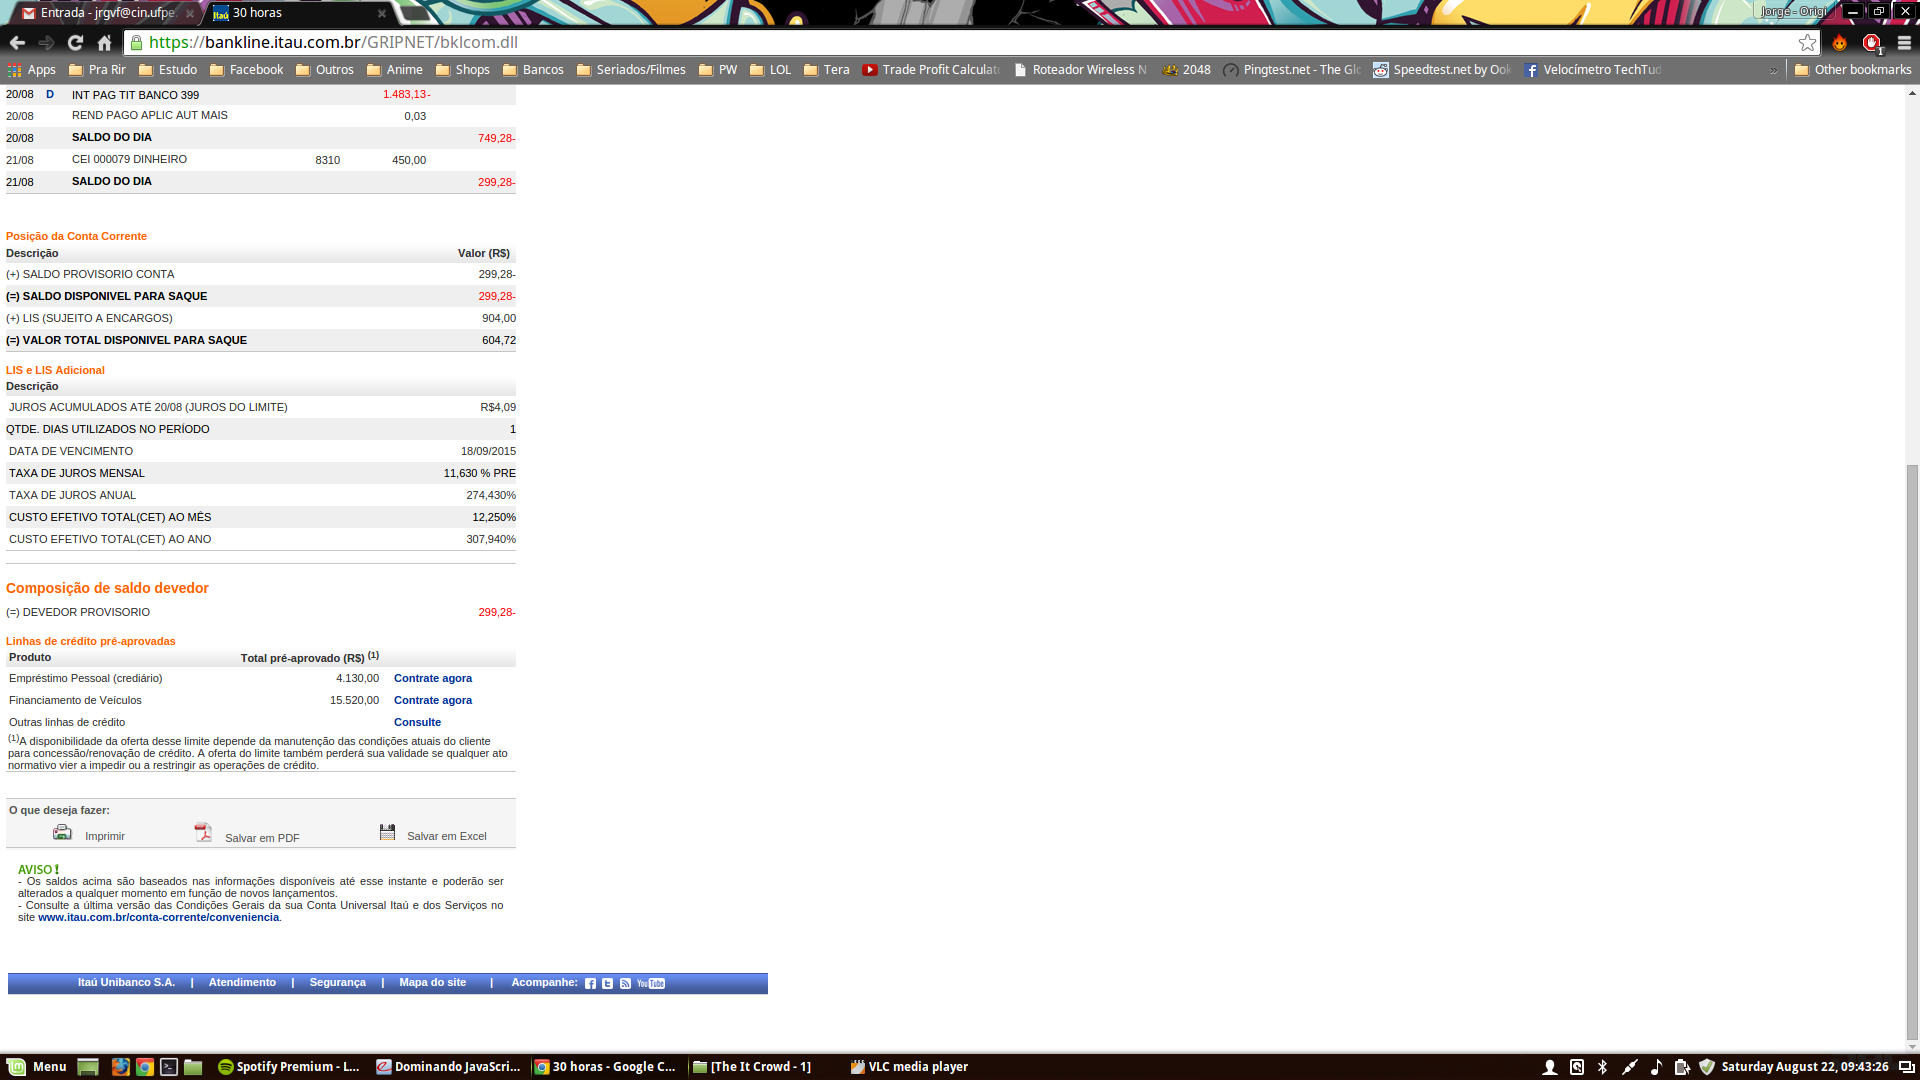 Entrada - jrgvf@cin.ufpe.
Itaú 30 horas
Jorge - Origi
https://bankline.itau.com.br/GRIPNET/bklcom.dll
Apps Pra Rir Estudo Facebook Outros Anime Shops Bancos Seriados/Filmes PW LOL Tera Trade Profit Calculat Roteador Wireless N 2048 Pingtest.net - The Glo Speedtest.net by Ook Velocímetro TechTud » Other bookmarks
20/08 D INT PAG TIT BANCO 399 1.483,13-
20/08 REND PAGO APLIC AUT MAIS 0,03
20/08 SALDO DO DIA 749,28-
21/08 CEI 000079 DINHEIRO 8310 450,00
21/08 SALDO DO DIA 299,28-
Posição da Conta Corrente
Descrição Valor (R$)
(+) SALDO PROVISORIO CONTA 299,28-
(=) SALDO DISPONIVEL PARA SAQUE 299,28-
(+) LIS (SUJEITO A ENCARGOS) 904,00
(=) VALOR TOTAL DISPONIVEL PARA SAQUE 604,72
LIS e LIS Adicional
Descrição
JUROS ACUMULADOS ATÉ 20/08 (JUROS DO LIMITE) R$4,09
QTDE. DIAS UTILIZADOS NO PERÍODO 1
DATA DE VENCIMENTO 18/09/2015
TAXA DE JUROS MENSAL 11,630 % PRE
TAXA DE JUROS ANUAL 274,430%
CUSTO EFETIVO TOTAL(CET) AO MÊS 12,250%
CUSTO EFETIVO TOTAL(CET) AO ANO 307,940%
Composição de saldo devedor
(=) DEVEDOR PROVISORIO 299,28-
Linhas de crédito pré-aprovadas
Produto Total pré-aprovado (R$) (1)
Empréstimo Pessoal (crediário) 4.130,00 Contrate agora
Financiamento de Veículos 15.520,00 Contrate agora
Outras linhas de crédito Consulte
(1)A disponibilidade da oferta desse limite depende da manutenção das condições atuais do cliente
para concessão/renovação de crédito. A oferta do limite também perderá sua validade se qualquer ato
normativo vier a impedir ou a restringir as operações de crédito.
O que deseja fazer:
Imprimir Salvar em PDF Salvar em Excel
AVISO!
- Os saldos acima são baseados nas informações disponíveis até esse instante e poderão ser
alterados a qualquer momento em função de novos lançamentos.
- Consulte a última versão das Condições Gerais da sua Conta Universal Itaú e dos Serviços no
site www.itau.com.br/conta-corrente/conveniencia.
Itaú Unibanco S.A. | Atendimento | Segurança | Mapa do site | Acompanhe: YouTube
Menu Spotify Premium - L... Dominando JavaScri... 30 horas - Google C... [The It Crowd - 1] VLC media player Saturday August 22, 09:43:26